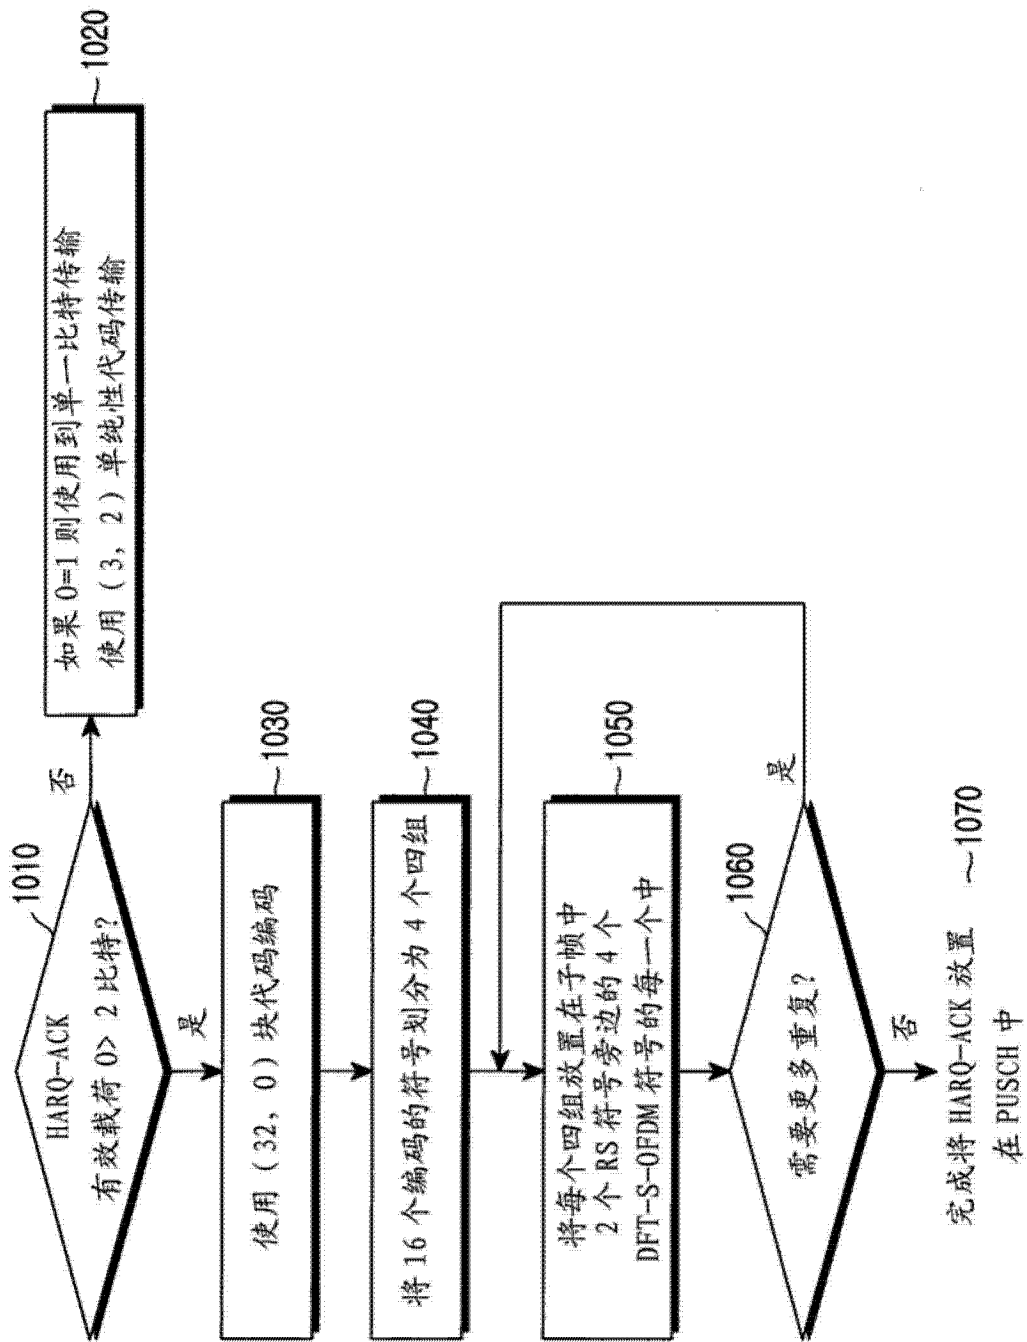 HARQ-ACK
有效载荷 O> 2 比特?
1010
否
如果 O=1 则使用到单一比特传输
使用 (3, 2) 单纯性代码传输
1020
是
使用 (32, O) 块代码编码
1030
将 16 个编码的符号划分为 4 个四组
1040
将每个四组放置在子帧中
2 个 RS 符号旁边的 4 个
DFT-S-OFDM 符号的每一个中
1050
需要更多重复?
1060
是
否
完成将 HARQ-ACK 放置
在 PUSCH 中
1070